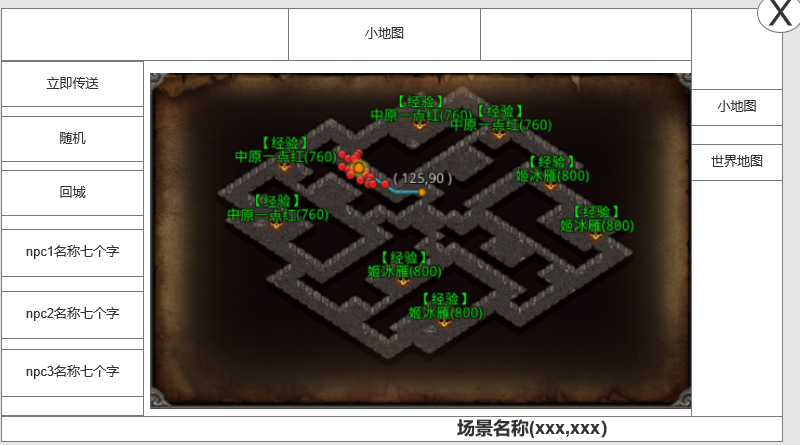 X
小地图
立即传送
随机
回城
npc1名称七个字
npc2名称七个字
npc3名称七个字
【经验】
中原一点红(760)
【经验】
中原一点红(760)
【经验】
中原一点红(760)
(125,90)
【经验】
姬冰雁(800)
【经验】
中原一点红(760)
【经验】
姬冰雁(800)
【经验】
姬冰雁(800)
【经验】
姬冰雁(800)
小地图
世界地图
场景名称(xxx,xxx)